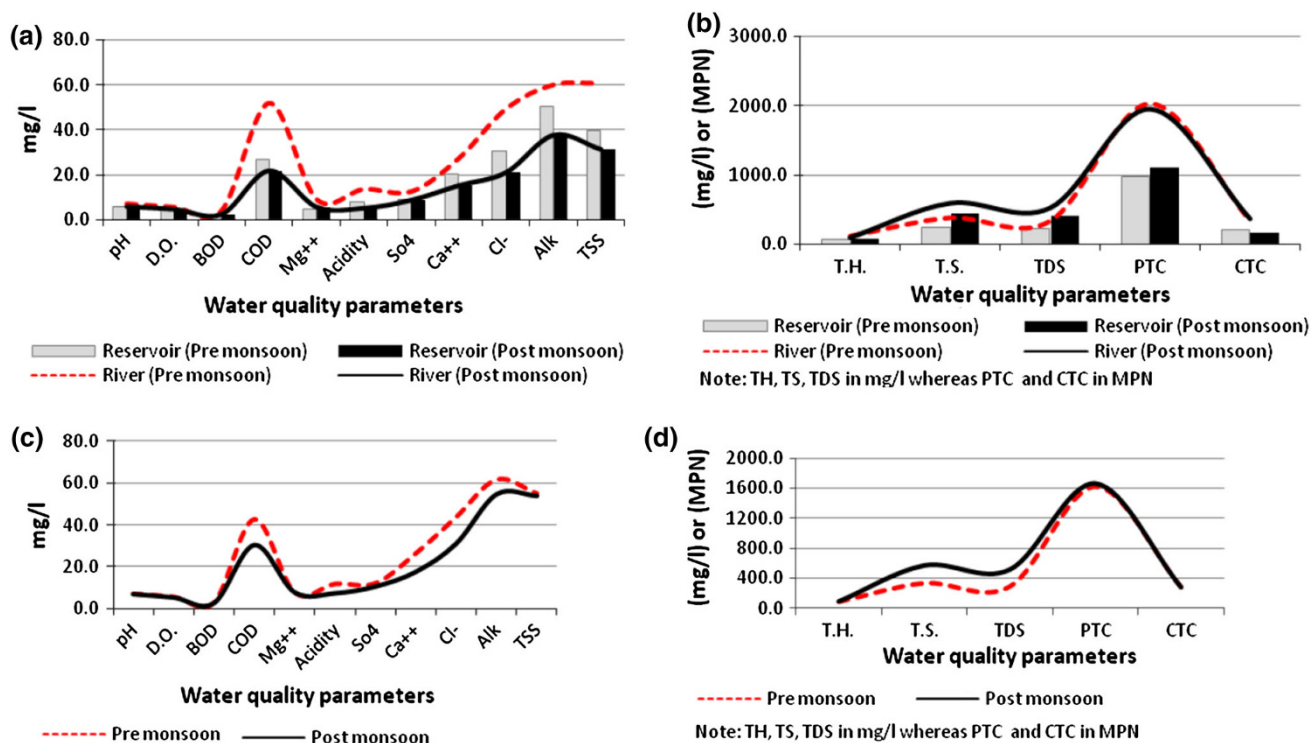 (a)
80.0
60.0
40.0
20.0
0.0
mg/l
pH
D.O.
BOD
COD
Mg++
Acidity
So4
Ca++
Cl-
Alk
TSS
Water quality parameters
Reservoir (Pre monsoon)
Reservoir (Post monsoon)
River (Pre monsoon)
River (Post monsoon)
(b)
3000.0
2000.0
1000.0
0.0
(mg/l) or (MPN)
T.H.
T.S.
TDS
PTC
CTC
Water quality parameters
Reservoir (Pre monsoon)
Reservoir (Post monsoon)
River (Pre monsoon)
River (Post monsoon)
Note: TH, TS, TDS in mg/l whereas PTC and CTC in MPN
(c)
80.0
60.0
40.0
20.0
0.0
mg/l
pH
D.O.
BOD
COD
Mg++
Acidity
So4
Ca++
Cl-
Alk
TSS
Water quality parameters
Pre monsoon
Post monsoon
(d)
2000.0
1600.0
1200.0
800.0
400.0
0.0
(mg/l) or (MPN)
T.H.
T.S.
TDS
PTC
CTC
Water quality parameters
Pre monsoon
Post monsoon
Note: TH, TS, TDS in mg/l whereas PTC and CTC in MPN